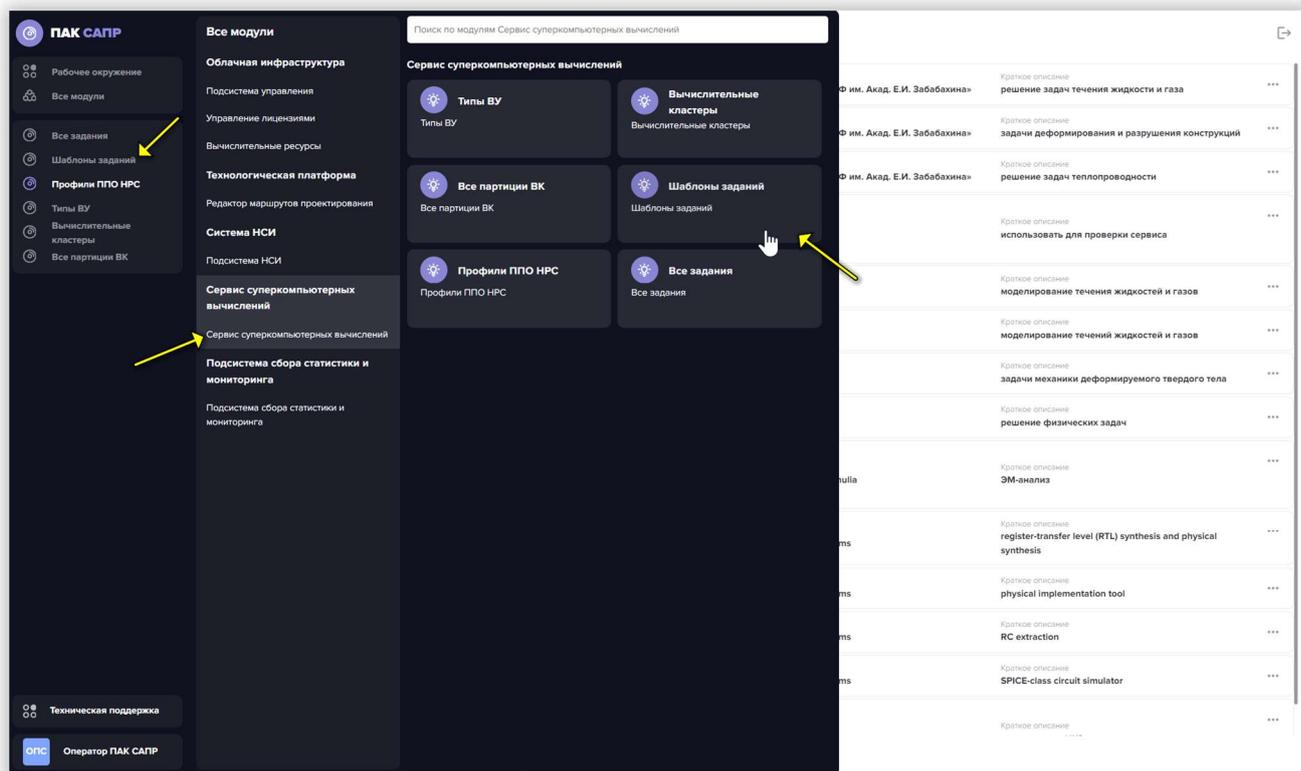 ПАК САПР
Рабочее окружение
Все модули
Все задания
Шаблоны заданий
Профили ППО НРС
Типы ВУ
Вычислительные
кластеры
Все партиции ВК
Техническая поддержка
ОПС Оператор ПАК САПР
Все модули
Облачная инфраструктура
Подсистема управления
Управление лицензиями
Вычислительные ресурсы
Технологическая платформа
Редактор маршрутов проектирования
Система НСИ
Подсистема НСИ
Сервис суперкомпьютерных
вычислений
Сервис суперкомпьютерных вычислений
Подсистема сбора статистики и
мониторинга
Подсистема сбора статистики и
мониторинга
Поиск по модулям Сервис суперкомпьютерных вычислений
Сервис суперкомпьютерных вычислений
Типы ВУ
Типы ВУ
Вычислительные
кластеры
Вычислительные кластеры
Все партиции ВК
Все партиции ВК
Шаблоны заданий
Шаблоны заданий
Профили ППО НРС
Профили ППО НРС
Все задания
Все задания
Краткое описание
Ф им. Акад. Е.И. Забабахина» решение задач течения жидкости и газа
Краткое описание
Ф им. Акад. Е.И. Забабахина» задачи деформирования и разрушения конструкций
Краткое описание
Ф им. Акад. Е.И. Забабахина» решение задач теплопроводности
Краткое описание
использовать для проверки сервиса
Краткое описание
моделирование течения жидкостей и газов
Краткое описание
моделирование течений жидкостей и газов
Краткое описание
задачи механики деформируемого твердого тела
Краткое описание
решение физических задач
Краткое описание
nulia ЭМ-анализ
Краткое описание
register-transfer level (RTL) synthesis and physical
ms synthesis
Краткое описание
ms physical implementation tool
Краткое описание
ms RC extraction
Краткое описание
ms SPICE-class circuit simulator
Краткое описание